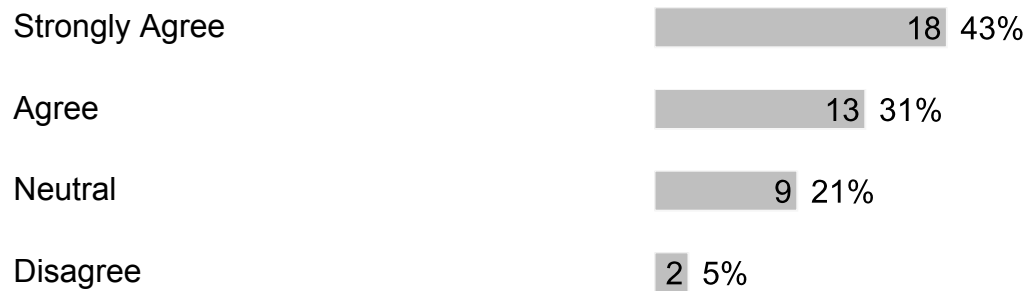 Strongly Agree 18 43%
Agree 13 31%
Neutral 9 21%
Disagree 2 5%